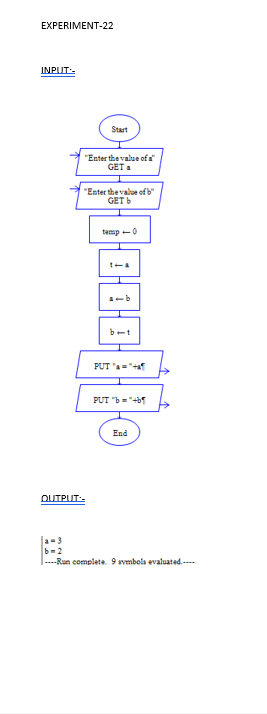 EXPERIMENT-22
INPUT:-
Start
"Enter the value of a"
GET a
"Enter the value of b"
GET b
temp ← 0
t ← a
a ← b
b ← t
PUT "a = "+a¶
PUT "b = "+b¶
End
OUTPUT:-
a = 3
b = 2
----Run complete.  9 symbols evaluated.----